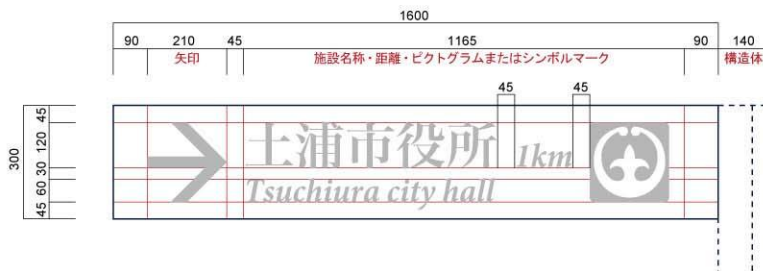 1600
90 210 45 1165 90 140
矢印 施設名称・距離・ピクトグラムまたはシンボルマーク 構造体
45 45
300
45
120
30
60
45
土浦市役所 1km
Tsuchiura city hall